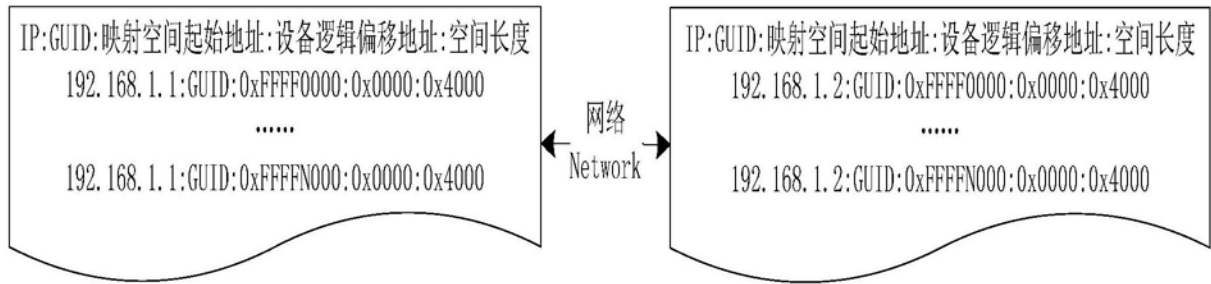 IP:GUID:映射空间起始地址:设备逻辑偏移地址:空间长度
192.168.1.1:GUID:0xFFFF0000:0x0000:0x4000
……
192.168.1.1:GUID:0xFFFFN000:0x0000:0x4000
网络
Network
IP:GUID:映射空间起始地址:设备逻辑偏移地址:空间长度
192.168.1.2:GUID:0xFFFF0000:0x0000:0x4000
……
192.168.1.2:GUID:0xFFFFN000:0x0000:0x4000